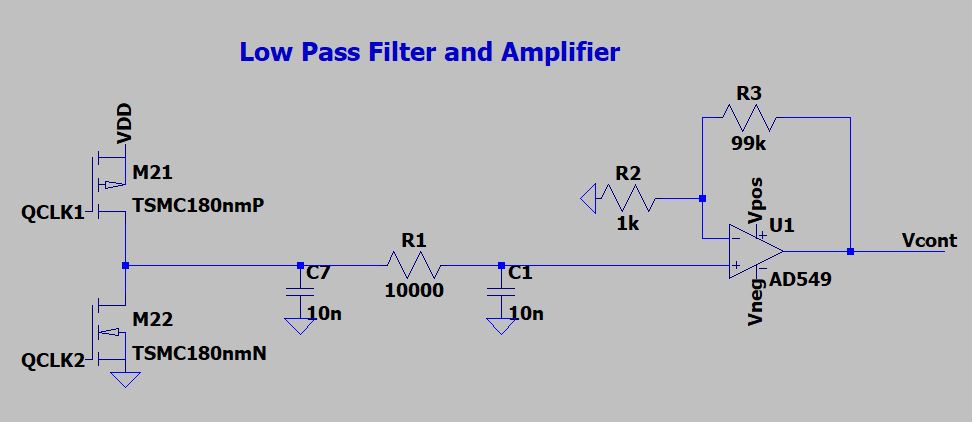 Low Pass Filter and Amplifier
VDD
M21
TSMC180nmP
QCLK1
M22
TSMC180nmN
QCLK2
C7
10n
R1
10000
C1
10n
R2
1k
R3
99k
Vpos
U1
AD549
Vneg
Vcont